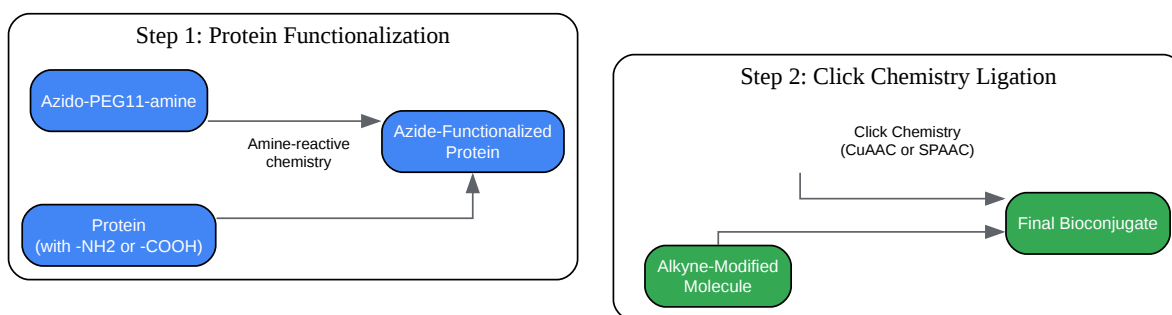 Step 1: Protein Functionalization
Azido-PEG11-amine
Amine-reactive
chemistry
Azide-Functionalized
Protein
Protein
(with -NH2 or -COOH)
Step 2: Click Chemistry Ligation
Click Chemistry
(CuAAC or SPAAC)
Final Bioconjugate
Alkyne-Modified
Molecule